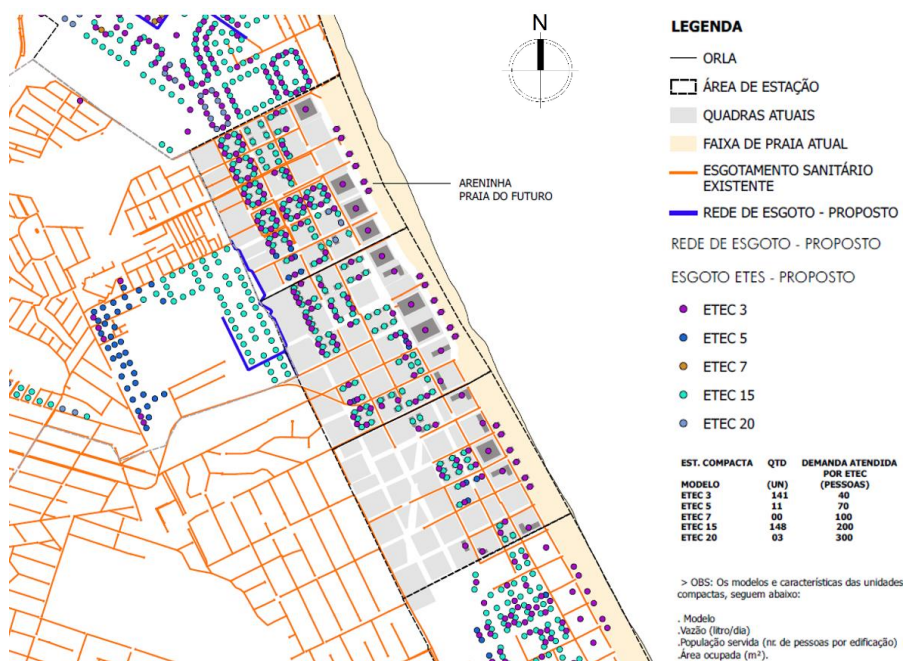 N
ARENINHA
PRAIA DO FUTURO
LEGENDA
ORLA
ÁREA DE ESTAÇÃO
QUADRAS ATUAIS
FAIXA DE PRAIA ATUAL
ESGOTAMENTO SANITÁRIO
EXISTENTE
REDE DE ESGOTO - PROPOSTO
REDE DE ESGOTO - PROPOSTO
ESGOTO ETES - PROPOSTO
ETEC 3
ETEC 5
ETEC 7
ETEC 15
ETEC 20
EST. COMPACTA QTD DEMANDA ATENDIDA
POR ETEC
MODELO (UN) (PESSOAS)
ETEC 3 141 40
ETEC 5 11 70
ETEC 7 00 100
ETEC 15 148 200
ETEC 20 03 300
> OBS: Os modelos e características das unidades
compactas, seguem abaixo:
. Modelo
.Vazão (litro/dia)
.População servida (nr. de pessoas por edificação)
.Área ocupada (m²).